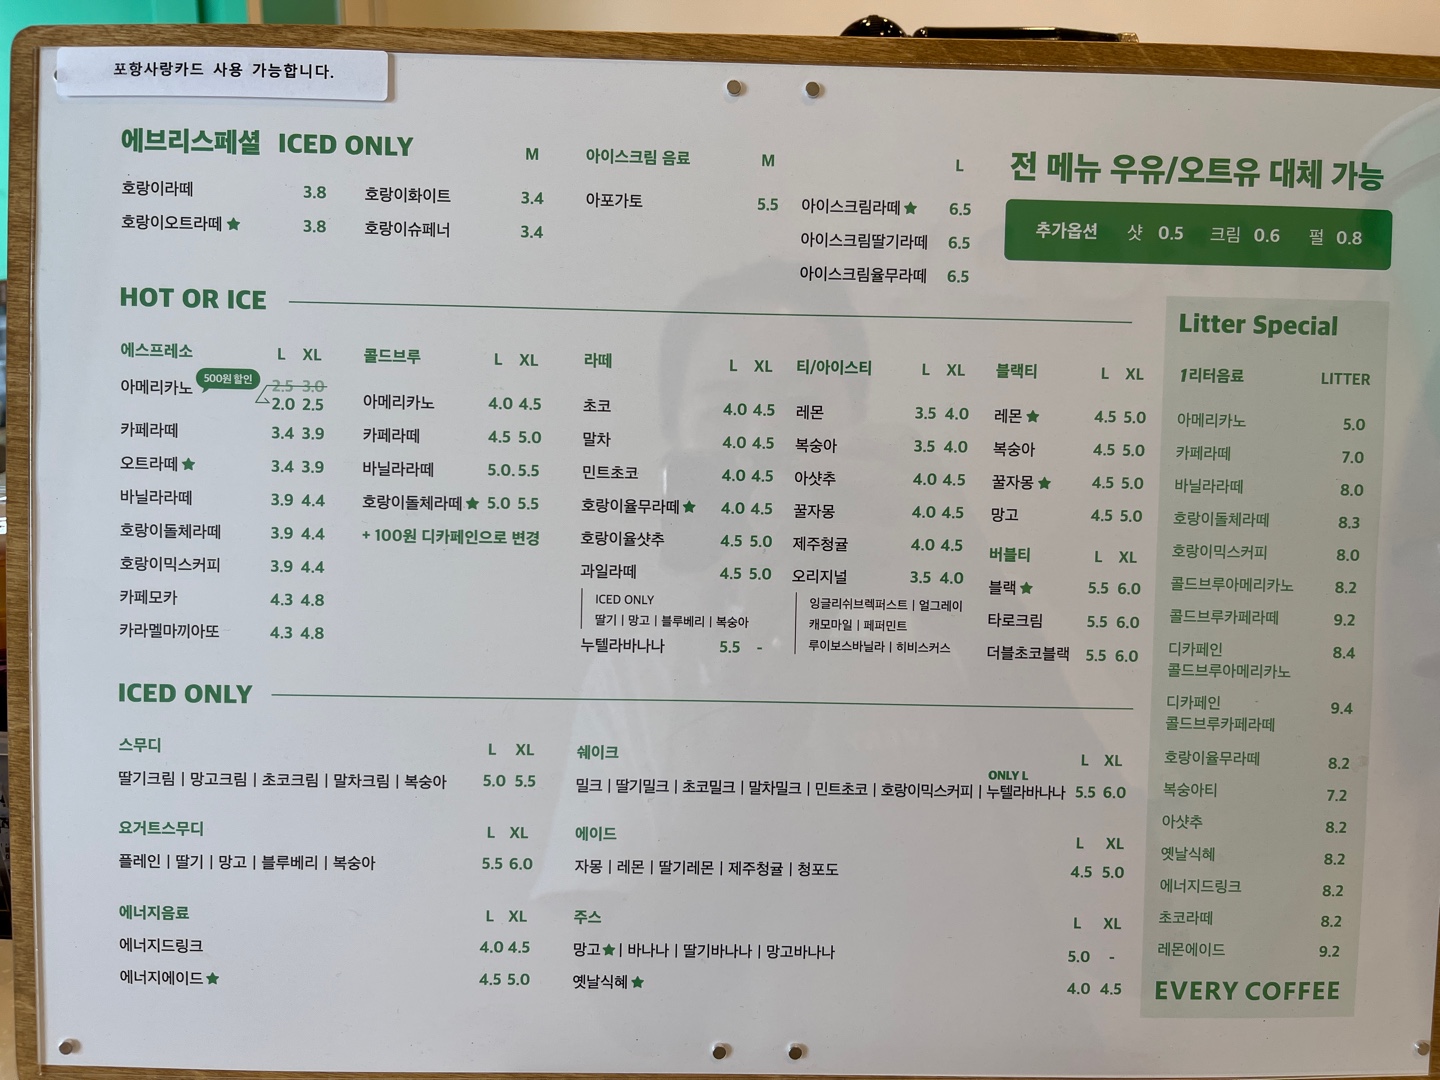 포항사랑카드 사용 가능합니다.
에브리스페셜 ICED ONLY M
호랑이라떼 3.8 호랑이화이트 3.4
호랑이오트라떼★ 3.8 호랑이슈페너 3.4
아이스크림 음료 M L
아포가토 5.5 아이스크림라떼★ 6.5
아이스크림딸기라떼 6.5
아이스크림율무라떼 6.5
전 메뉴 우유/오트유 대체 가능
추가옵션 샷 0.5 크림 0.6 펄 0.8
HOT OR ICE
에스프레소 L XL
아메리카노 500원 할인 2.5 3.0
2.0 2.5
카페라떼 3.4 3.9
오트라떼★ 3.4 3.9
바닐라라떼 3.9 4.4
호랑이돌체라떼 3.9 4.4
호랑이믹스커피 3.9 4.4
카페모카 4.3 4.8
카라멜마끼아또 4.3 4.8
콜드브루 L XL
아메리카노 4.0 4.5
카페라떼 4.5 5.0
바닐라라떼 5.0 5.5
호랑이돌체라떼★ 5.0 5.5
+ 100원 디카페인으로 변경
라떼 L XL
초코 4.0 4.5
말차 4.0 4.5
민트초코 4.0 4.5
호랑이율무라떼★ 4.0 4.5
호랑이율샷추 4.5 5.0
과일라떼 4.5 5.0
ICED ONLY
딸기 | 망고 | 블루베리 | 복숭아
누텔라바나나 5.5 -
티/아이스티 L XL
레몬 3.5 4.0
복숭아 3.5 4.0
아샷추 4.0 4.5
꿀자몽 4.0 4.5
제주청귤 4.0 4.5
오리지널 3.5 4.0
잉글리쉬브렉퍼스트 | 얼그레이
캐모마일 | 페퍼민트
루이보스바닐라 | 히비스커스
블랙티 L XL
레몬★ 4.5 5.0
복숭아 4.5 5.0
꿀자몽★ 4.5 5.0
망고 4.5 5.0
버블티 L XL
블랙★ 5.5 6.0
타로크림 5.5 6.0
더블초코블랙 5.5 6.0
Litter Special
1리터음료 LITTER
아메리카노 5.0
카페라떼 7.0
바닐라라떼 8.0
호랑이돌체라떼 8.3
호랑이믹스커피 8.0
콜드브루아메리카노 8.2
콜드브루카페라떼 9.2
디카페인 8.4
콜드브루아메리카노
디카페인 9.4
콜드브루카페라떼
호랑이율무라떼 8.2
복숭아티 7.2
아샷추 8.2
옛날식혜 8.2
에너지드링크 8.2
초코라떼 8.2
레몬에이드 9.2
EVERY COFFEE
ICED ONLY
스무디 L XL
딸기크림 | 망고크림 | 초코크림 | 말차크림 | 복숭아 5.0 5.5
요거트스무디 L XL
플레인 | 딸기 | 망고 | 블루베리 | 복숭아 5.5 6.0
에너지음료 L XL
에너지드링크 4.0 4.5
에너지에이드★ 4.5 5.0
쉐이크 L XL
ONLY L
밀크 | 딸기밀크 | 초코밀크 | 말차밀크 | 민트초코 | 호랑이믹스커피 | 누텔라바나나 5.5 6.0
에이드 L XL
자몽 | 레몬 | 딸기레몬 | 제주청귤 | 청포도 4.5 5.0
주스 L XL
망고★ | 바나나 | 딸기바나나 | 망고바나나 5.0 -
옛날식혜★ 4.0 4.5